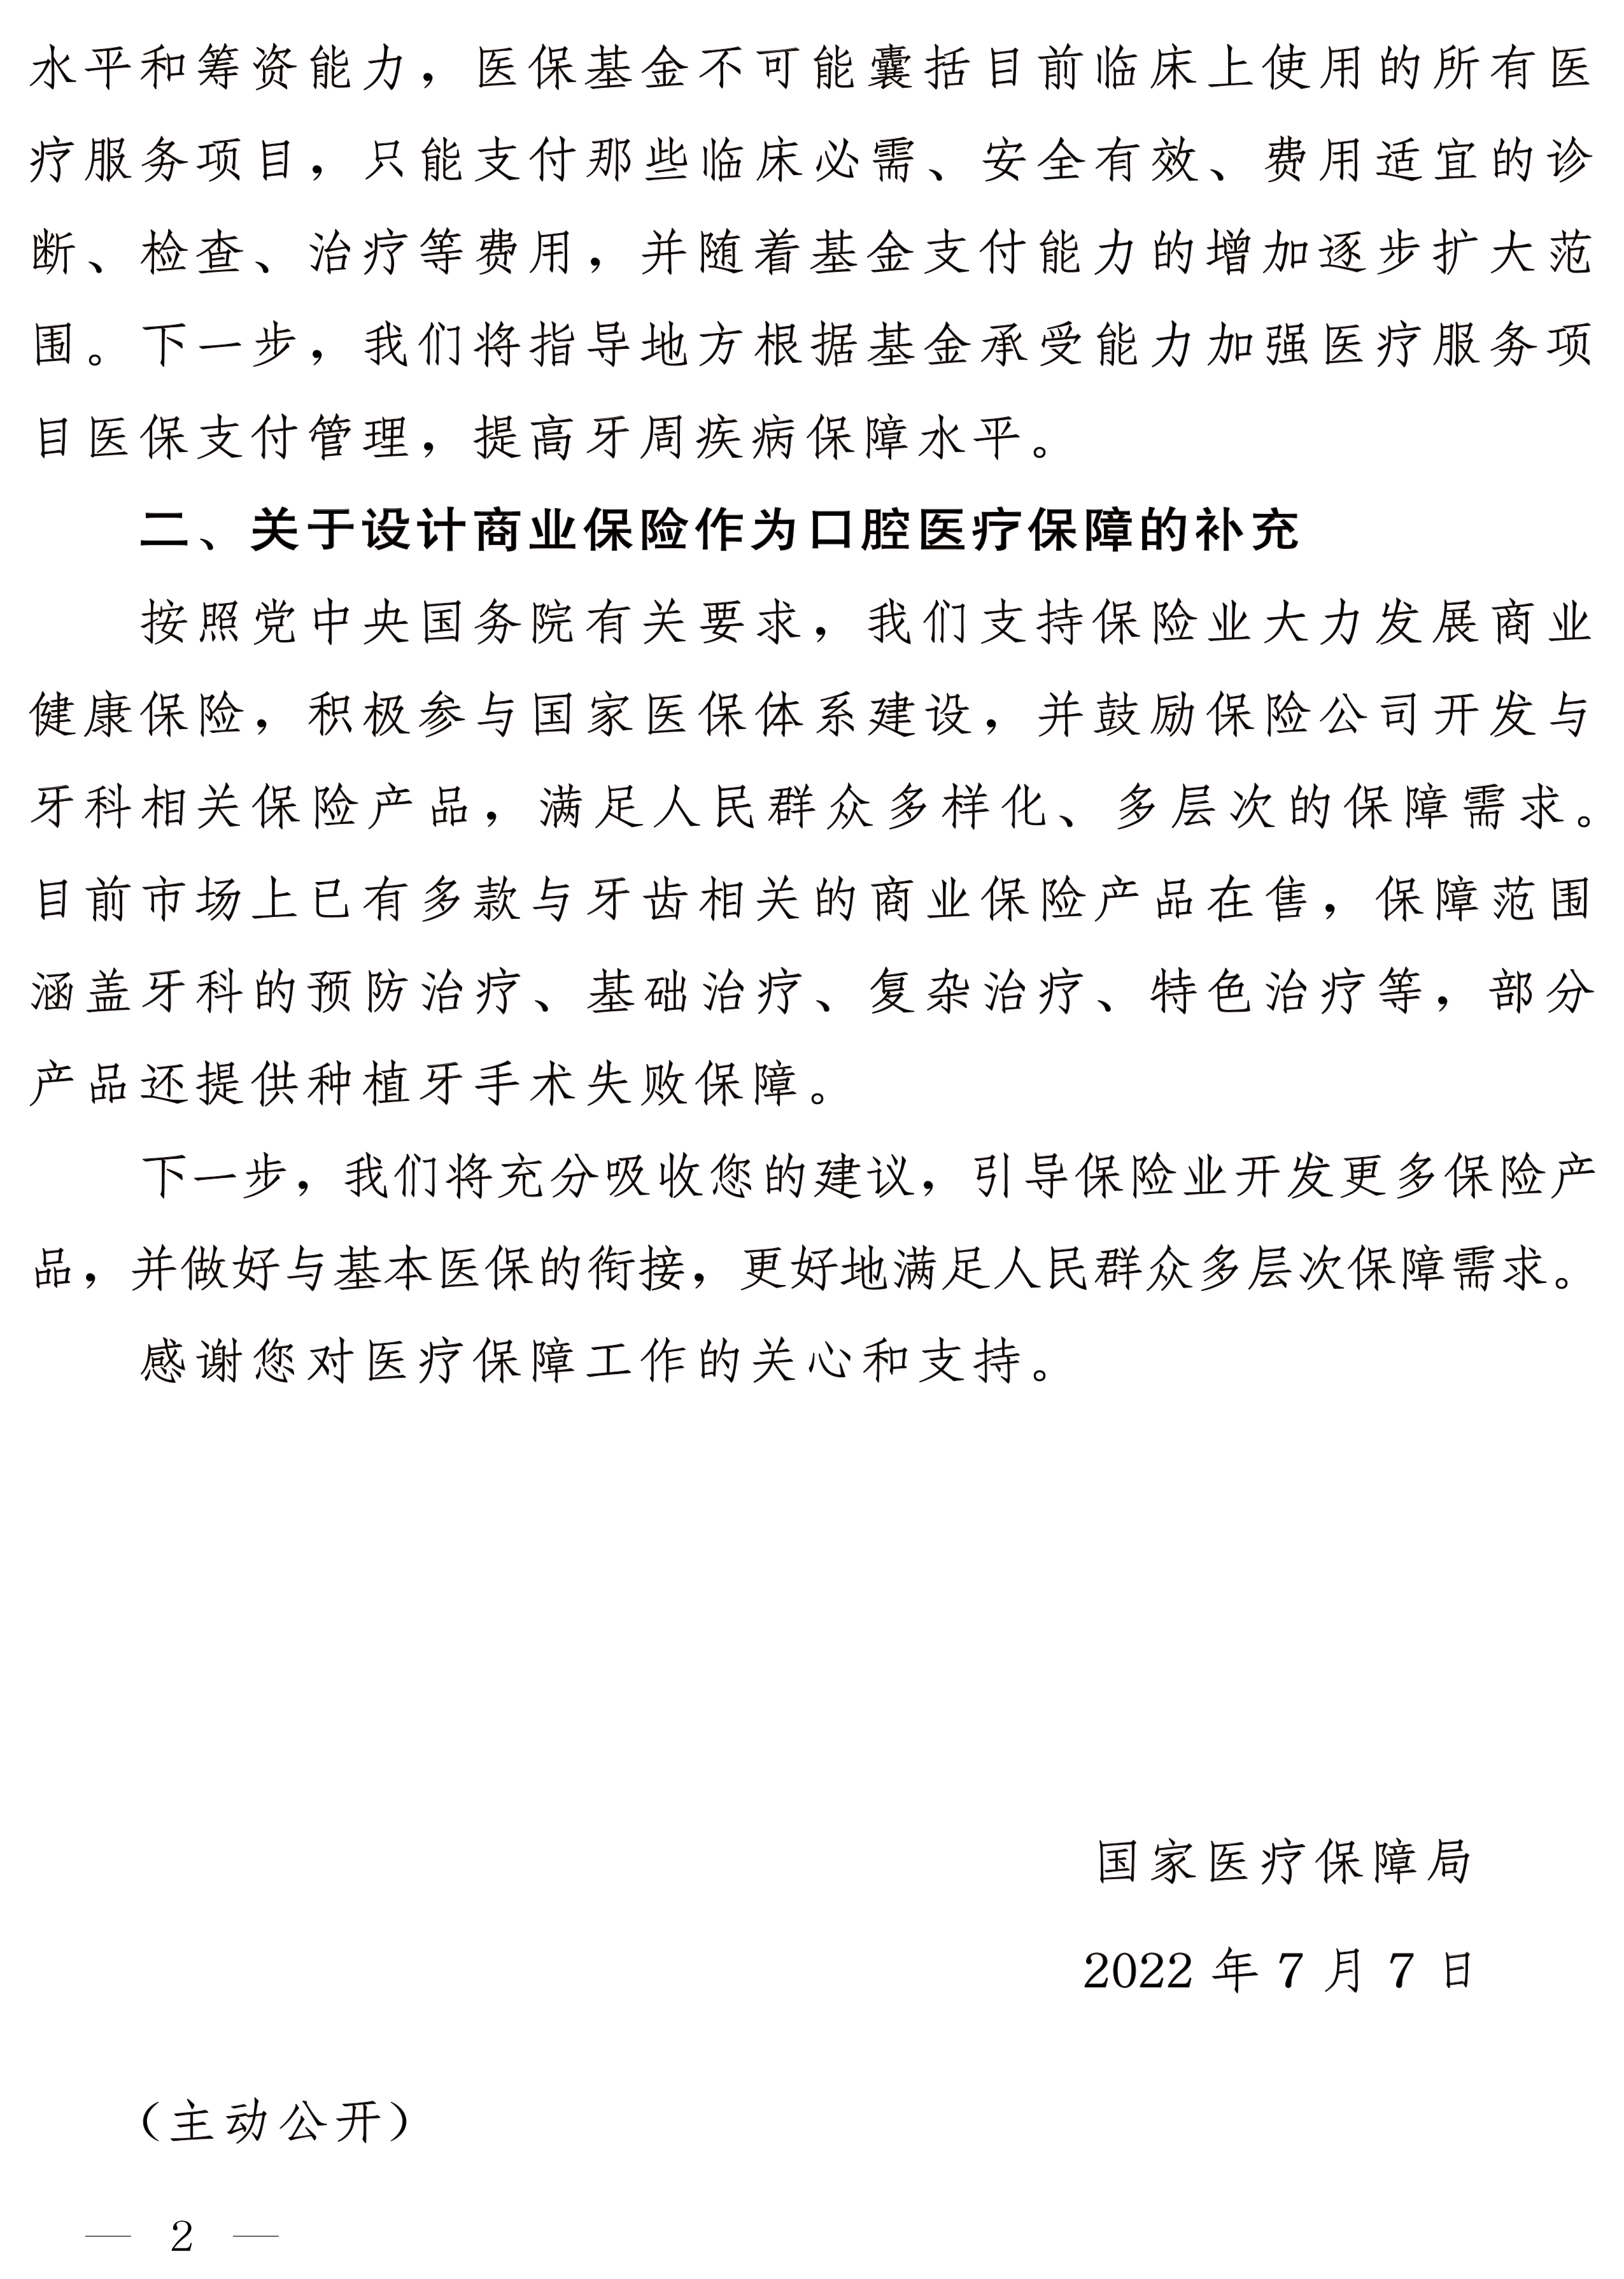 水平和筹资能力，医保基金不可能囊括目前临床上使用的所有医
疗服务项目，只能支付那些临床必需、安全有效、费用适宜的诊
断、检查、治疗等费用，并随着基金支付能力的增加逐步扩大范
围。下一步，我们将指导地方根据基金承受能力加强医疗服务项
目医保支付管理，提高牙周疾病保障水平。
二、关于设计商业保险作为口腔医疗保障的补充
按照党中央国务院有关要求，我们支持保险业大力发展商业
健康保险，积极参与国家医保体系建设，并鼓励保险公司开发与
牙科相关保险产品，满足人民群众多样化、多层次的保障需求。
目前市场上已有多款与牙齿相关的商业保险产品在售，保障范围
涵盖牙科的预防治疗、基础治疗、复杂治疗、特色治疗等，部分
产品还提供种植牙手术失败保障。
下一步，我们将充分吸收您的建议，引导保险业开发更多保险产
品，并做好与基本医保的衔接，更好地满足人民群众多层次保障需求。
感谢您对医疗保障工作的关心和支持。
国家医疗保障局
2022 年 7 月 7 日
（主动公开）
— 2 —